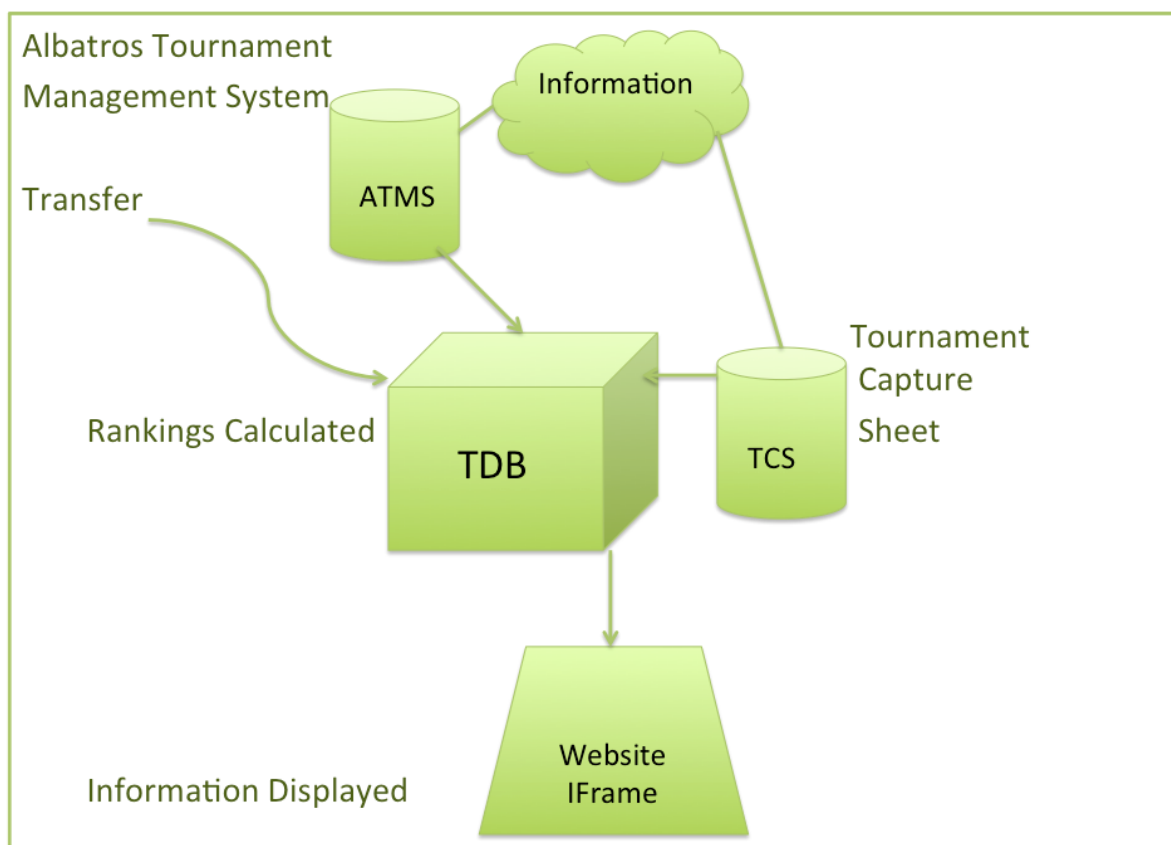 Albatros Tournament
Management System
Information
ATMS
Transfer
Tournament
Capture
Sheet
Rankings Calculated
TDB
TCS
Website
IFrame
Information Displayed